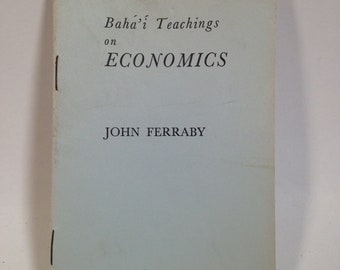 Bahá'í Teachings
on
ECONOMICS
JOHN FERRABY